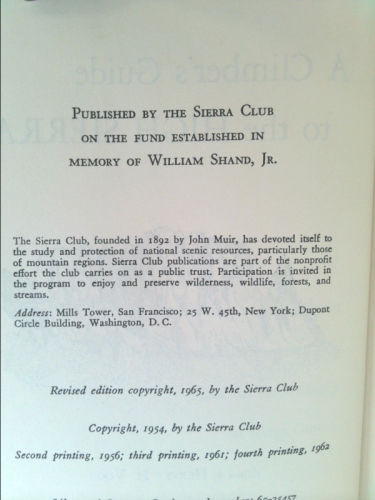 PUBLISHED BY THE SIERRA CLUB
ON THE FUND ESTABLISHED IN
MEMORY OF WILLIAM SHAND, JR.
The Sierra Club, founded in 1892 by John Muir, has devoted itself to
the study and protection of national scenic resources, particularly those
of mountain regions. Sierra Club publications are part of the nonprofit
effort the club carries on as a public trust. Participation is invited in
the program to enjoy and preserve wilderness, wildlife, forests, and
streams.
Address: Mills Tower, San Francisco; 25 W. 45th, New York; Dupont
Circle Building, Washington, D. C.
Revised edition copyright, 1965, by the Sierra Club
Copyright, 1954, by the Sierra Club
Second printing, 1956; third printing, 1961; fourth printing, 1962